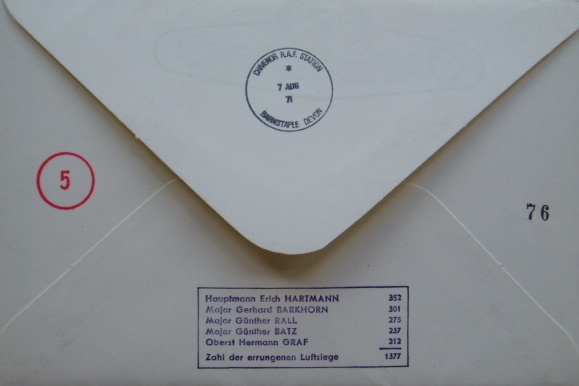 CHIVENOR R.A.F. STATION
*
7 AUG
71
BARNSTAPLE DEVON
5
76
Hauptmann Erich HARTMANN 352
Major Gerhard BARKHORN 301
Major Günther RALL 275
Major Günther BATZ 237
Oberst Hermann GRAF 212
Zahl der errungenen Luftsiege 1377